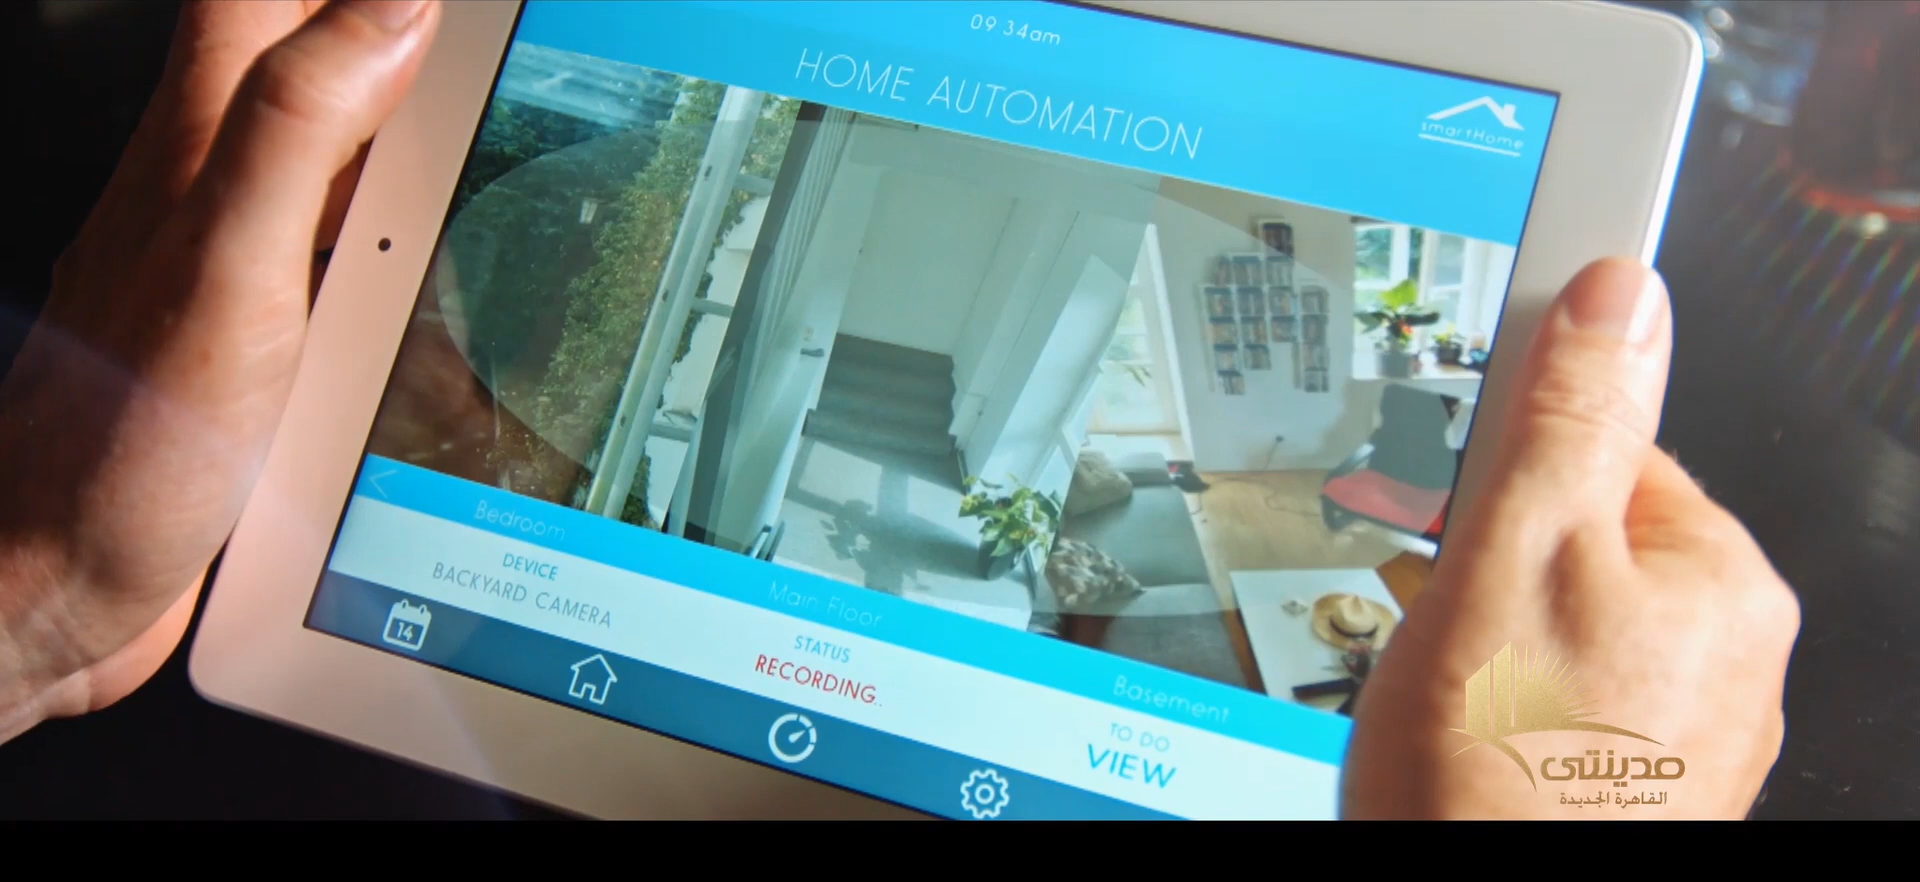 09 34am
HOME AUTOMATION
smartHome
Bedroom
Main Floor
Basement
DEVICE
BACKYARD CAMERA
STATUS
RECORDING..
TO DO
VIEW
14
مدينتي
القاهرة الجديدة